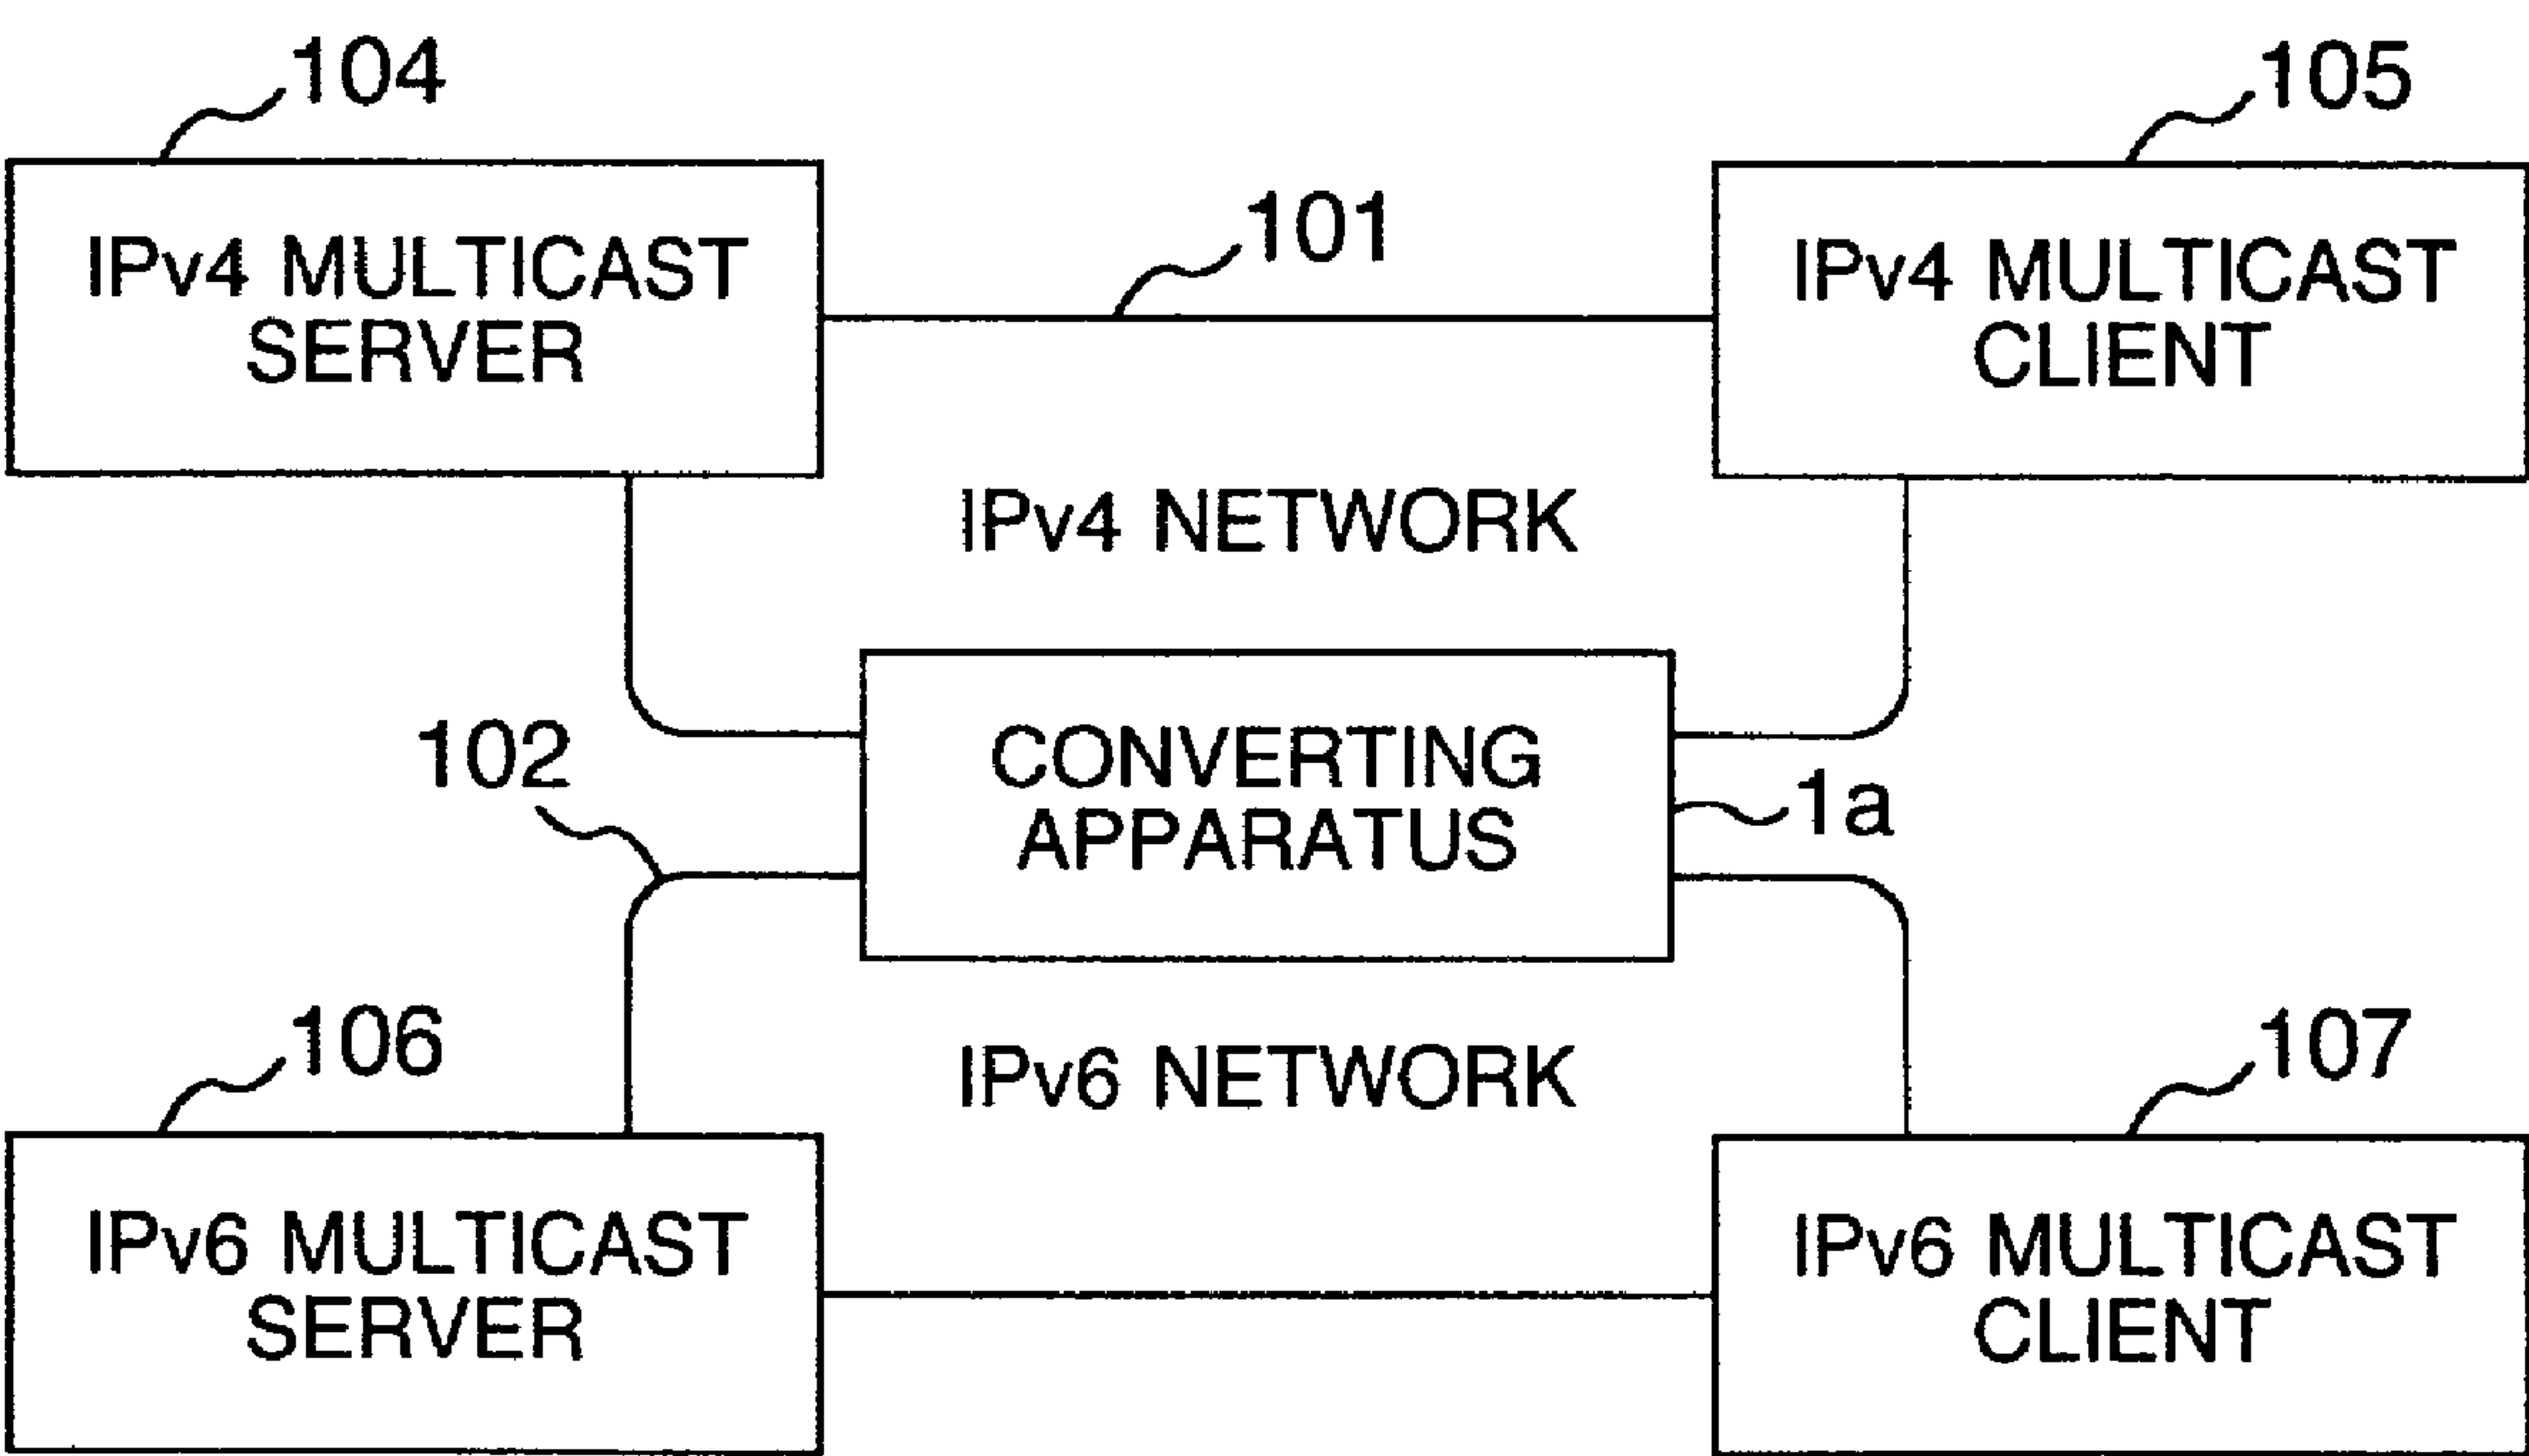 104
105
101
IPv4 MULTICAST
SERVER
IPv4 MULTICAST
CLIENT
IPv4 NETWORK
102
CONVERTING
APPARATUS
1a
106
IPv6 NETWORK
107
IPv6 MULTICAST
SERVER
IPv6 MULTICAST
CLIENT